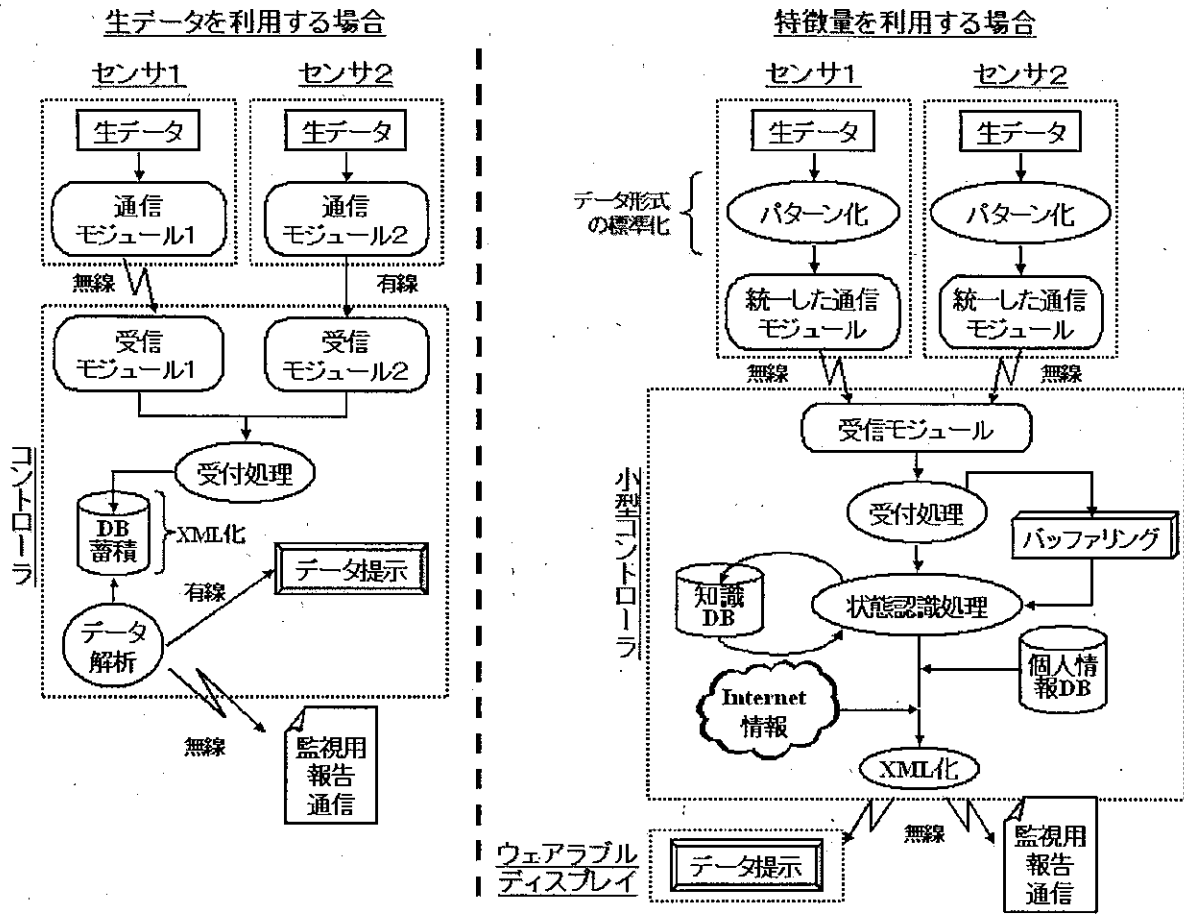 生データを利用する場合
センサ1
センサ2
生データ
生データ
通信
モジュール1
通信
モジュール2
無線
有線
受信
モジュール1
受信
モジュール2
コントローラ
受付処理
DB
蓄積
XML化
有線
データ提示
データ
解析
無線
監視用
報告
通信
特徴量を利用する場合
センサ1
センサ2
生データ
生データ
データ形式
の標準化
パターン化
パターン化
統一した通信
モジュール
統一した通信
モジュール
無線
無線
受信モジュール
小型コントローラ
受付処理
バッファリング
知識
DB
状態認識処理
Internet
情報
個人情
報DB
XML化
無線
ウェアラブル
ディスプレイ
データ提示
監視用
報告
通信